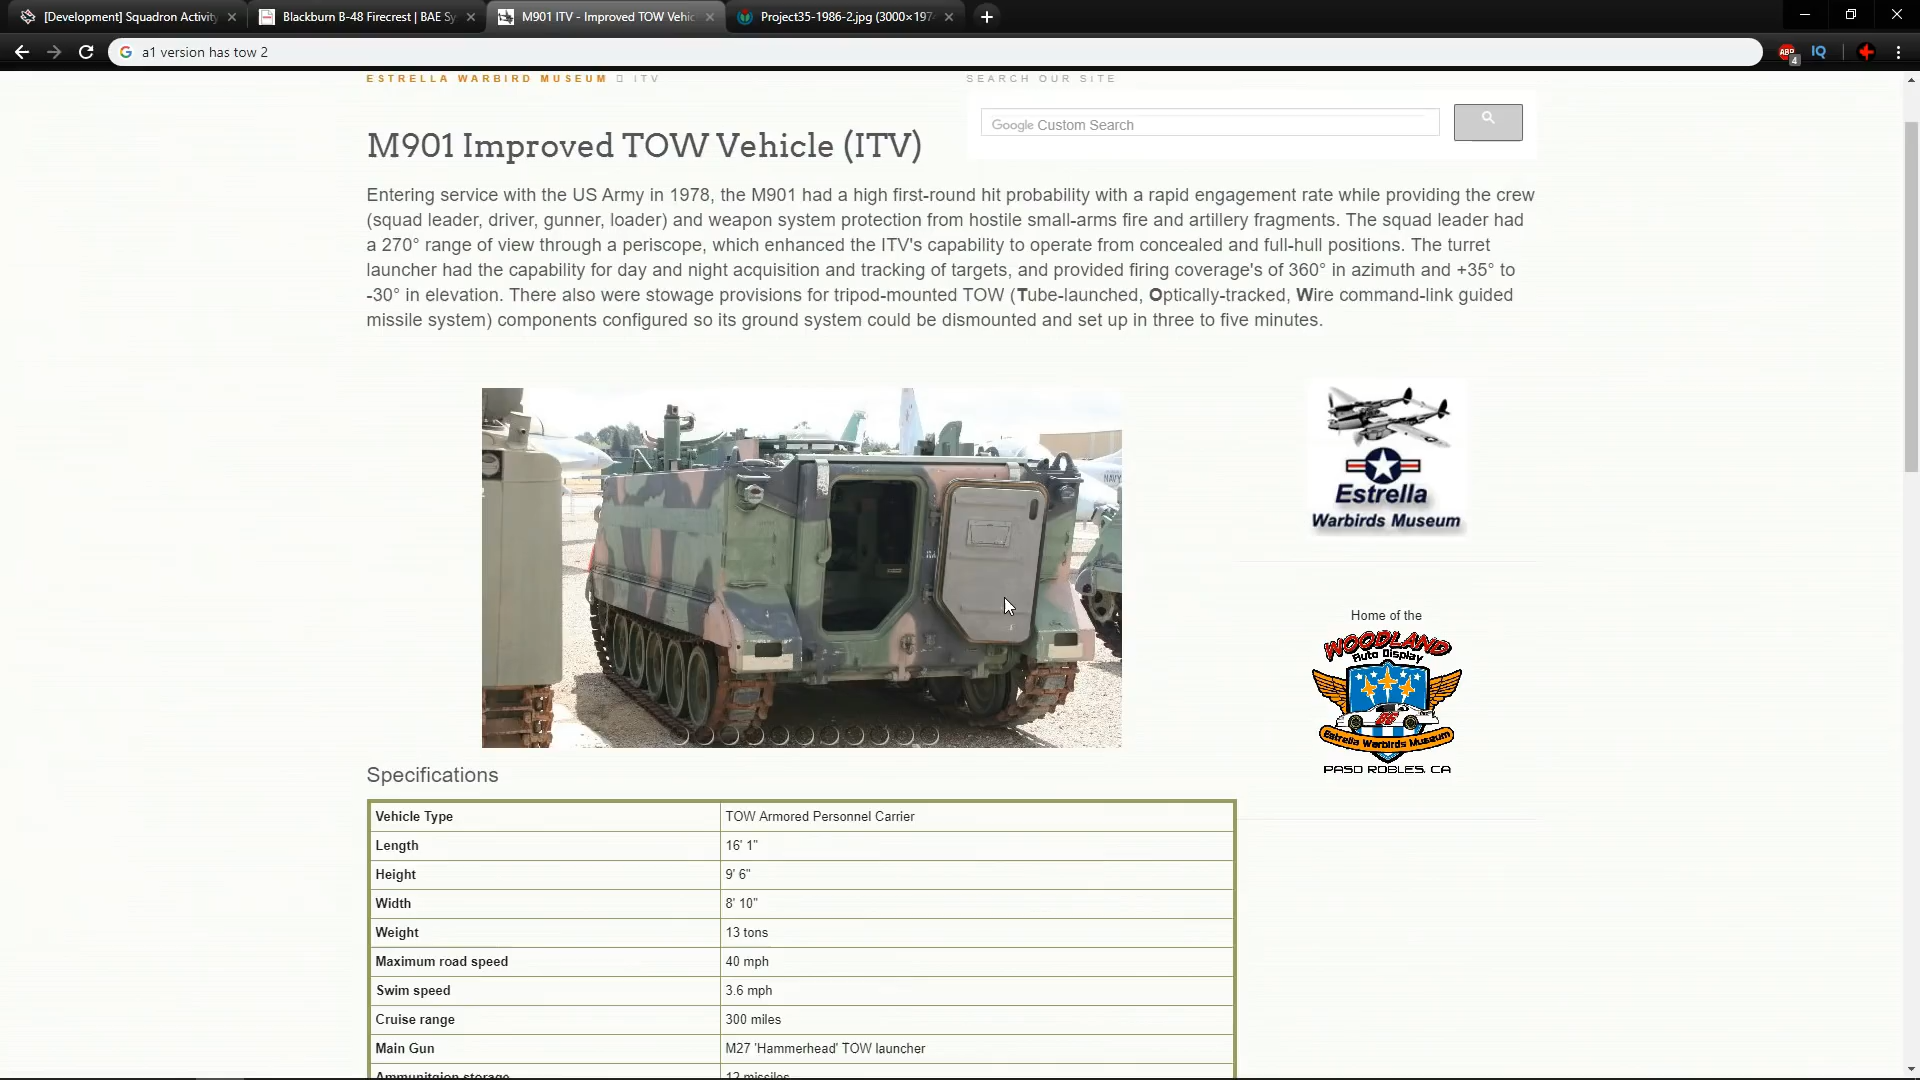 [Development] Squadron Activity
Blackburn B-48 Firecrest | BAE Sy
M901 ITV - Improved TOW Vehic
Project35-1986-2.jpg (3000×197
a1 version has tow 2
ABP
4
IQ
ESTRELLA WARBIRD MUSEUM ▯ ITV
SEARCH OUR SITE
Google Custom Search
M901 Improved TOW Vehicle (ITV)
Entering service with the US Army in 1978, the M901 had a high first-round hit probability with a rapid engagement rate while providing the crew
(squad leader, driver, gunner, loader) and weapon system protection from hostile small-arms fire and artillery fragments. The squad leader had
a 270° range of view through a periscope, which enhanced the ITV's capability to operate from concealed and full-hull positions. The turret
launcher had the capability for day and night acquisition and tracking of targets, and provided firing coverage's of 360° in azimuth and +35° to
-30° in elevation. There also were stowage provisions for tripod-mounted TOW (Tube-launched, Optically-tracked, Wire command-link guided
missile system) components configured so its ground system could be dismounted and set up in three to five minutes.
NAVY
Estrella
Warbirds Museum
Home of the
WOODLAND
Auto Display
Estrella Warbirds Museum
PASO ROBLES, CA
Specifications
Vehicle Type TOW Armored Personnel Carrier
Length 16' 1"
Height 9' 6"
Width 8' 10"
Weight 13 tons
Maximum road speed 40 mph
Swim speed 3.6 mph
Cruise range 300 miles
Main Gun M27 'Hammerhead' TOW launcher
Ammunitgion storage 12 missiles